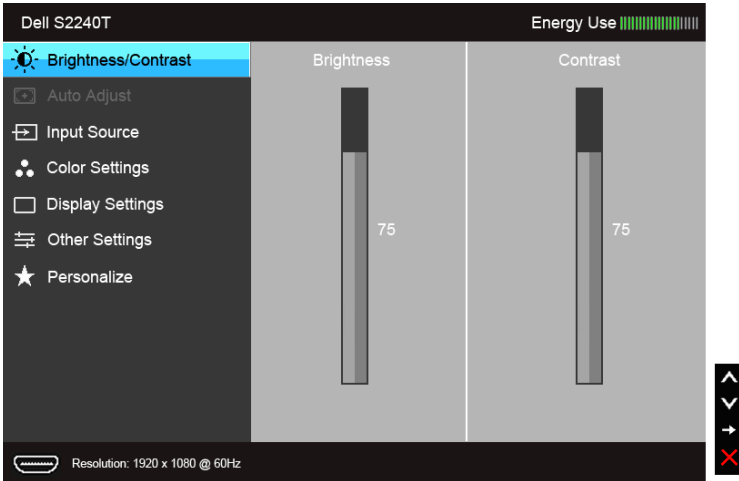 Dell S2240T
Energy Use
Brightness/Contrast
Auto Adjust
Input Source
Color Settings
Display Settings
Other Settings
Personalize
Brightness
75
Contrast
75
Resolution: 1920 x 1080 @ 60Hz